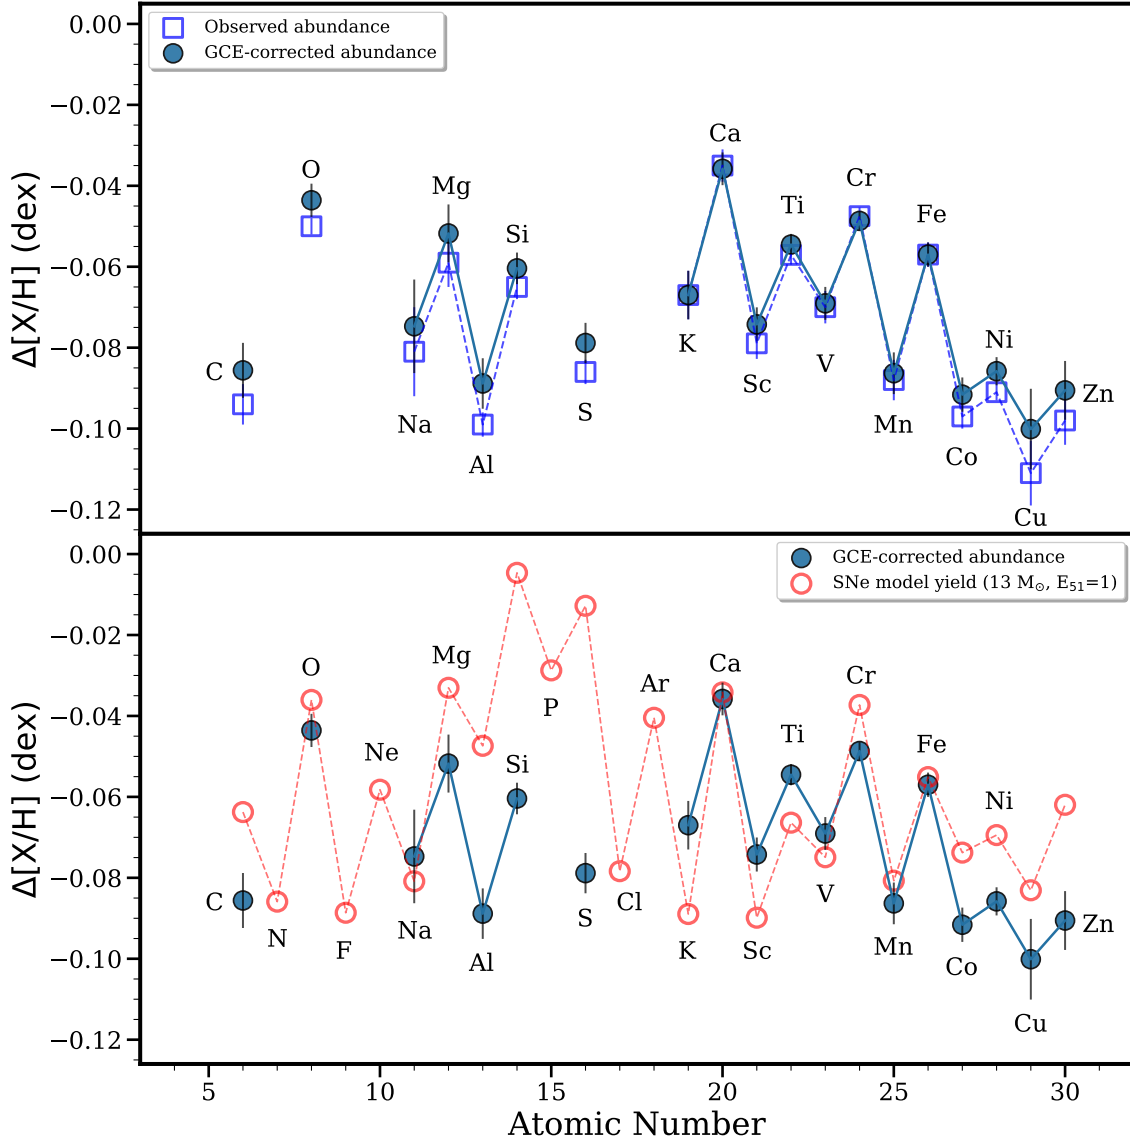 Observed abundance
GCE-corrected abundance
Δ[X/H] (dex)
0.00
−0.02
−0.04
−0.06
−0.08
−0.10
−0.12
C
O
Na
Mg
Al
Si
S
K
Ca
Sc
Ti
V
Cr
Mn
Fe
Co
Ni
Cu
Zn
GCE-corrected abundance
SNe model yield (13 M☉, E51=1)
Δ[X/H] (dex)
0.00
−0.02
−0.04
−0.06
−0.08
−0.10
−0.12
C
N
O
F
Ne
Na
Mg
Al
Si
P
S
Cl
Ar
K
Ca
Sc
Ti
V
Cr
Mn
Fe
Co
Ni
Cu
Zn
5 10 15 20 25 30
Atomic Number